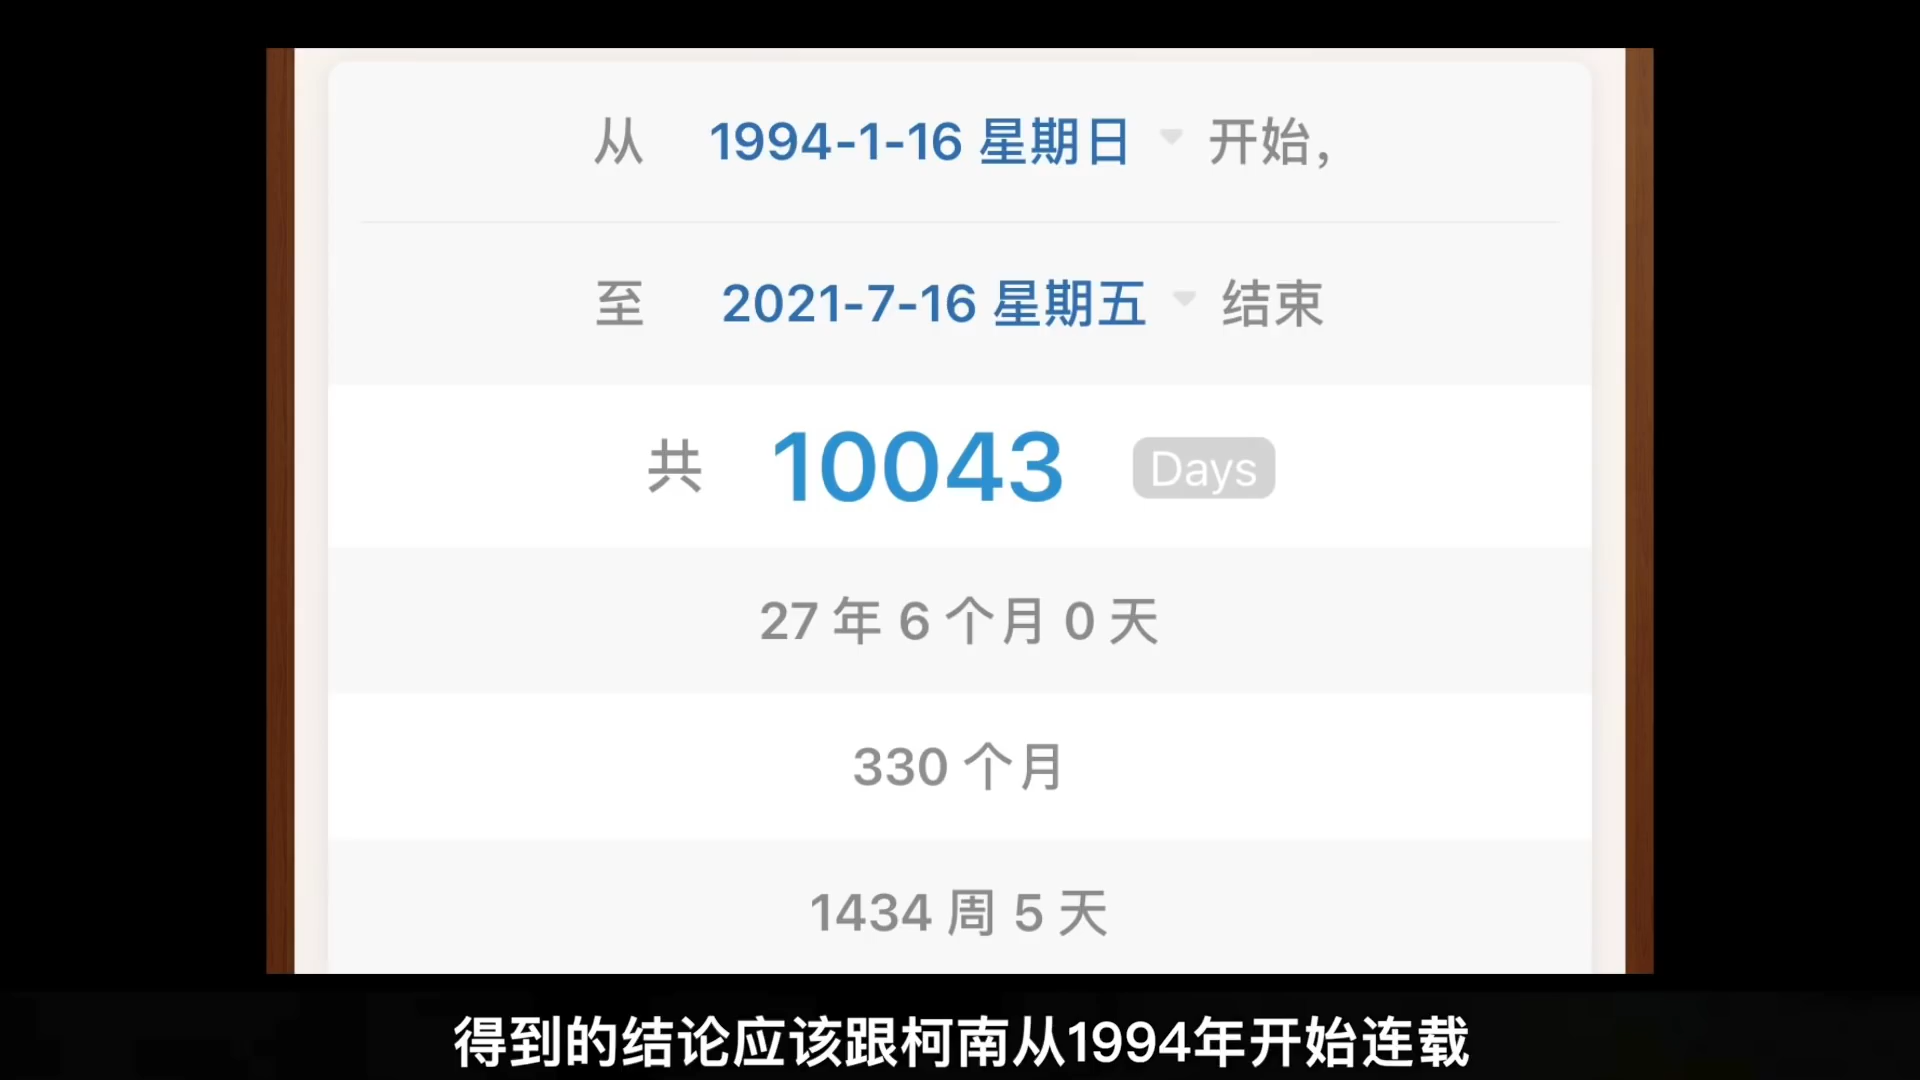 从 1994-1-16 星期日 开始,
至 2021-7-16 星期五 结束
共 10043 Days
27 年 6 个月 0 天
330 个月
1434 周 5 天
得到的结论应该跟柯南从1994年开始连载